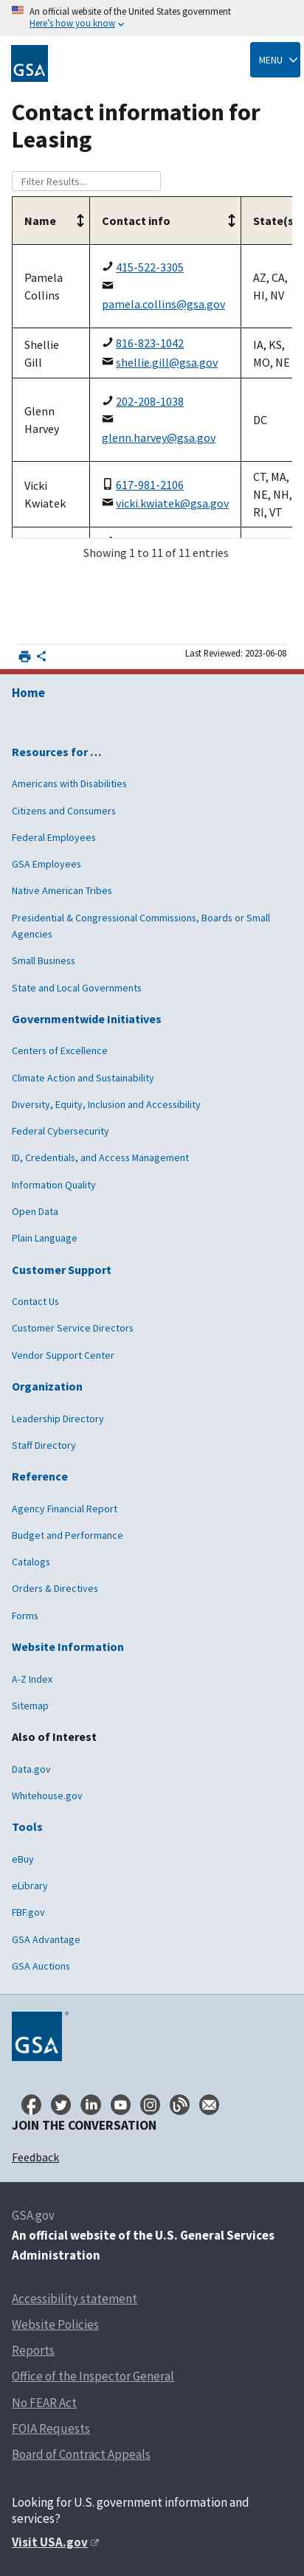 An official website of the United States government
Here's how you know
GSA
MENU
Contact information for
Leasing
Filter Results...
Name Contact info State(s
Pamela
Collins
415-522-3305
pamela.collins@gsa.gov
AZ, CA,
HI, NV
Shellie
Gill
816-823-1042
shellie.gill@gsa.gov
IA, KS,
MO, NE
Glenn
Harvey
202-208-1038
glenn.harvey@gsa.gov
DC
Vicki
Kwiatek
617-981-2106
vicki.kwiatek@gsa.gov
CT, MA,
NE, NH,
RI, VT
Showing 1 to 11 of 11 entries
Last Reviewed: 2023-06-08
Home
Resources for …
Americans with Disabilities
Citizens and Consumers
Federal Employees
GSA Employees
Native American Tribes
Presidential & Congressional Commissions, Boards or Small
Agencies
Small Business
State and Local Governments
Governmentwide Initiatives
Centers of Excellence
Climate Action and Sustainability
Diversity, Equity, Inclusion and Accessibility
Federal Cybersecurity
ID, Credentials, and Access Management
Information Quality
Open Data
Plain Language
Customer Support
Contact Us
Customer Service Directors
Vendor Support Center
Organization
Leadership Directory
Staff Directory
Reference
Agency Financial Report
Budget and Performance
Catalogs
Orders & Directives
Forms
Website Information
A-Z Index
Sitemap
Also of Interest
Data.gov
Whitehouse.gov
Tools
eBuy
eLibrary
FBF.gov
GSA Advantage
GSA Auctions
GSA
JOIN THE CONVERSATION
Feedback
GSA.gov
An official website of the U.S. General Services
Administration
Accessibility statement
Website Policies
Reports
Office of the Inspector General
No FEAR Act
FOIA Requests
Board of Contract Appeals
Looking for U.S. government information and
services?
Visit USA.gov